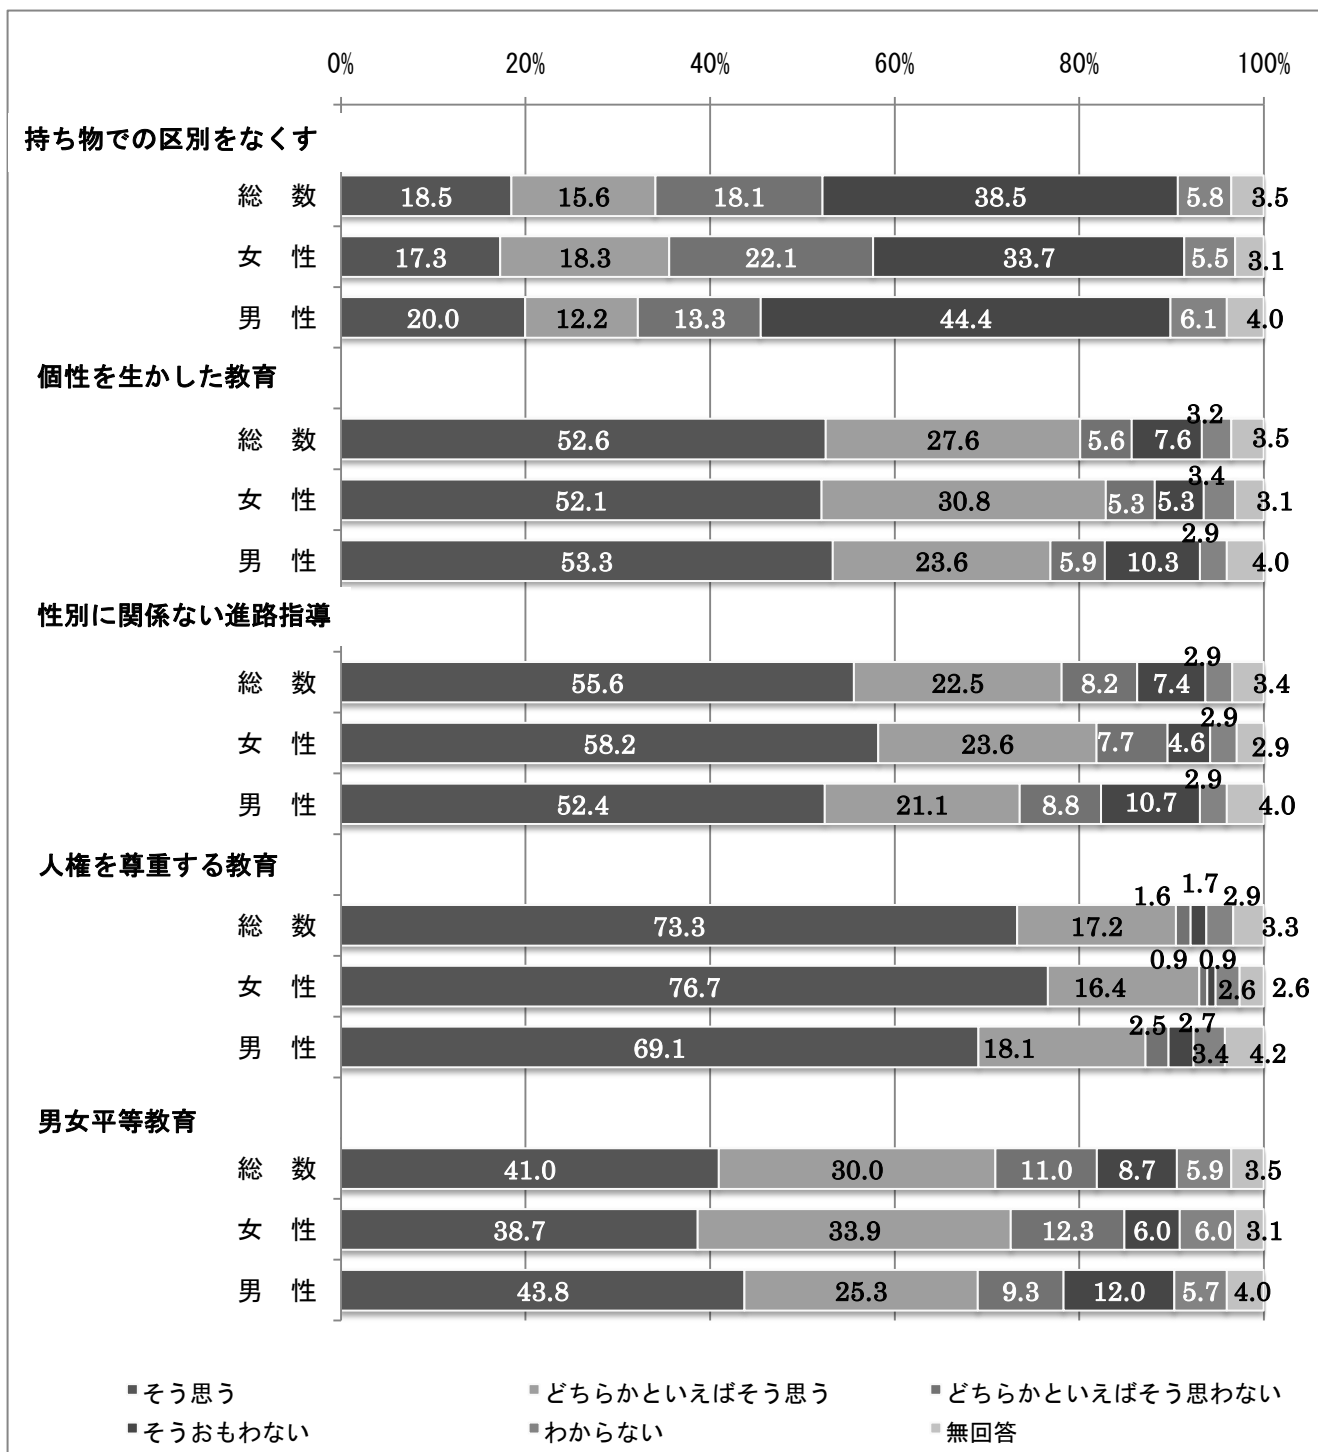 0% 20% 40% 60% 80% 100%
持ち物での区別をなくす
総 数 18.5 15.6 18.1 38.5 5.8 3.5
女 性 17.3 18.3 22.1 33.7 5.5 3.1
男 性 20.0 12.2 13.3 44.4 6.1 4.0
個性を生かした教育
総 数 52.6 27.6 5.6 7.6 3.2 3.5
女 性 52.1 30.8 5.3 5.3 3.4 3.1
男 性 53.3 23.6 5.9 10.3 2.9 4.0
性別に関係ない進路指導
総 数 55.6 22.5 8.2 7.4 2.9 3.4
女 性 58.2 23.6 7.7 4.6 2.9 2.9
男 性 52.4 21.1 8.8 10.7 2.9 4.0
人権を尊重する教育
総 数 73.3 17.2 1.6 1.7 2.9 3.3
女 性 76.7 16.4 0.9 0.9 2.6 2.6
男 性 69.1 18.1 2.5 2.7 3.4 4.2
男女平等教育
総 数 41.0 30.0 11.0 8.7 5.9 3.5
女 性 38.7 33.9 12.3 6.0 6.0 3.1
男 性 43.8 25.3 9.3 12.0 5.7 4.0
そう思う どちらかといえばそう思う どちらかといえばそう思わない
そうおもわない わからない 無回答